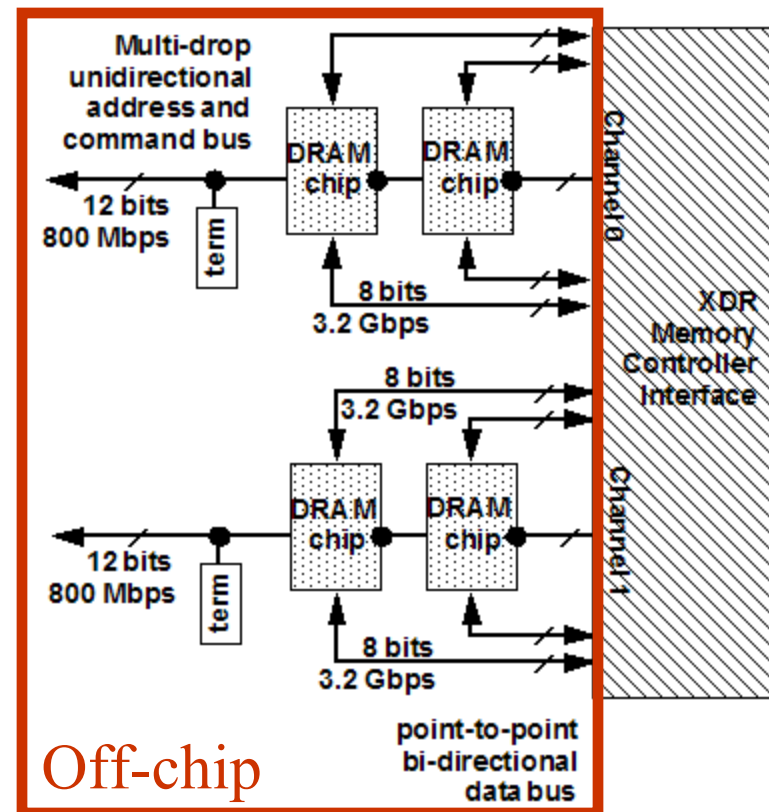 Multi-drop
unidirectional
address and
command bus
DRAM
chip
DRAM
chip
12 bits
800 Mbps
term
8 bits
3.2 Gbps
Channel 0
XDR
Memory
Controller
Interface
8 bits
3.2 Gbps
DRAM
chip
DRAM
chip
12 bits
800 Mbps
term
Channel 1
8 bits
3.2 Gbps
point-to-point
bi-directional
data bus
Off-chip